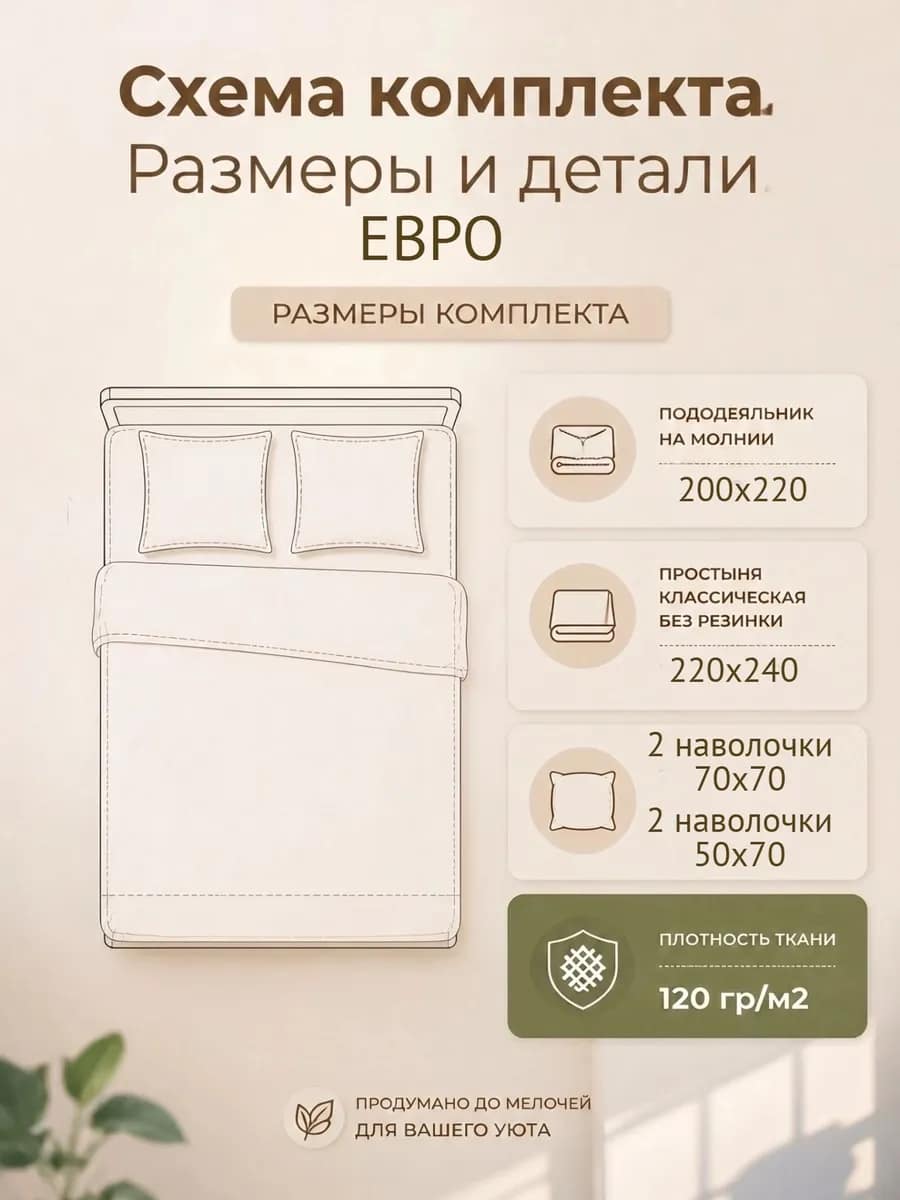 Схема комплекта.
Размеры и детали.
ЕВРО
РАЗМЕРЫ КОМПЛЕКТА
ПОДОДЕЯЛЬНИК
НА МОЛНИИ
200х220
ПРОСТЫНЯ
КЛАССИЧЕСКАЯ
БЕЗ РЕЗИНКИ
220х240
2 наволочки
70х70
2 наволочки
50х70
ПЛОТНОСТЬ ТКАНИ
120 гр/м2
ПРОДУМАНО ДО МЕЛОЧЕЙ
ДЛЯ ВАШЕГО УЮТА